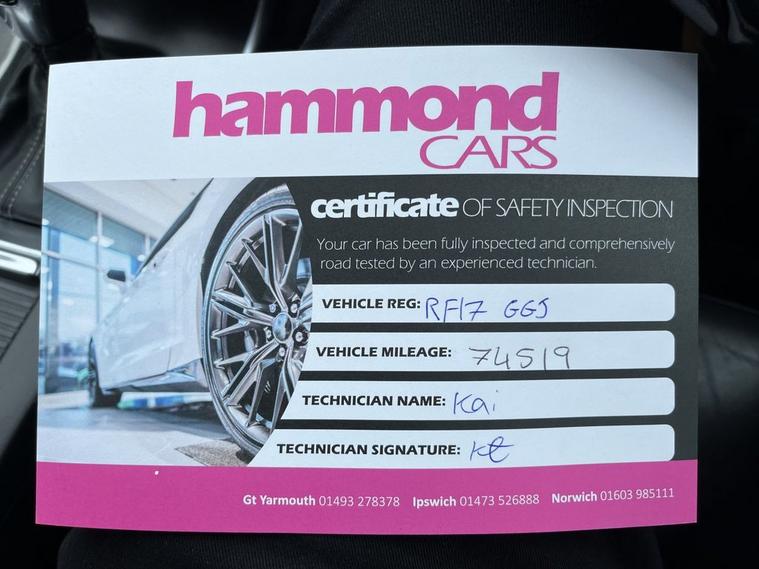 hammond
CARS
certificate OF SAFETY INSPECTION
Your car has been fully inspected and comprehensively
road tested by an experienced technician.
VEHICLE REG: RF17 GGJ
VEHICLE MILEAGE: 74519
TECHNICIAN NAME: Kai
TECHNICIAN SIGNATURE:
Gt Yarmouth 01493 278378 Ipswich 01473 526888 Norwich 01603 985111